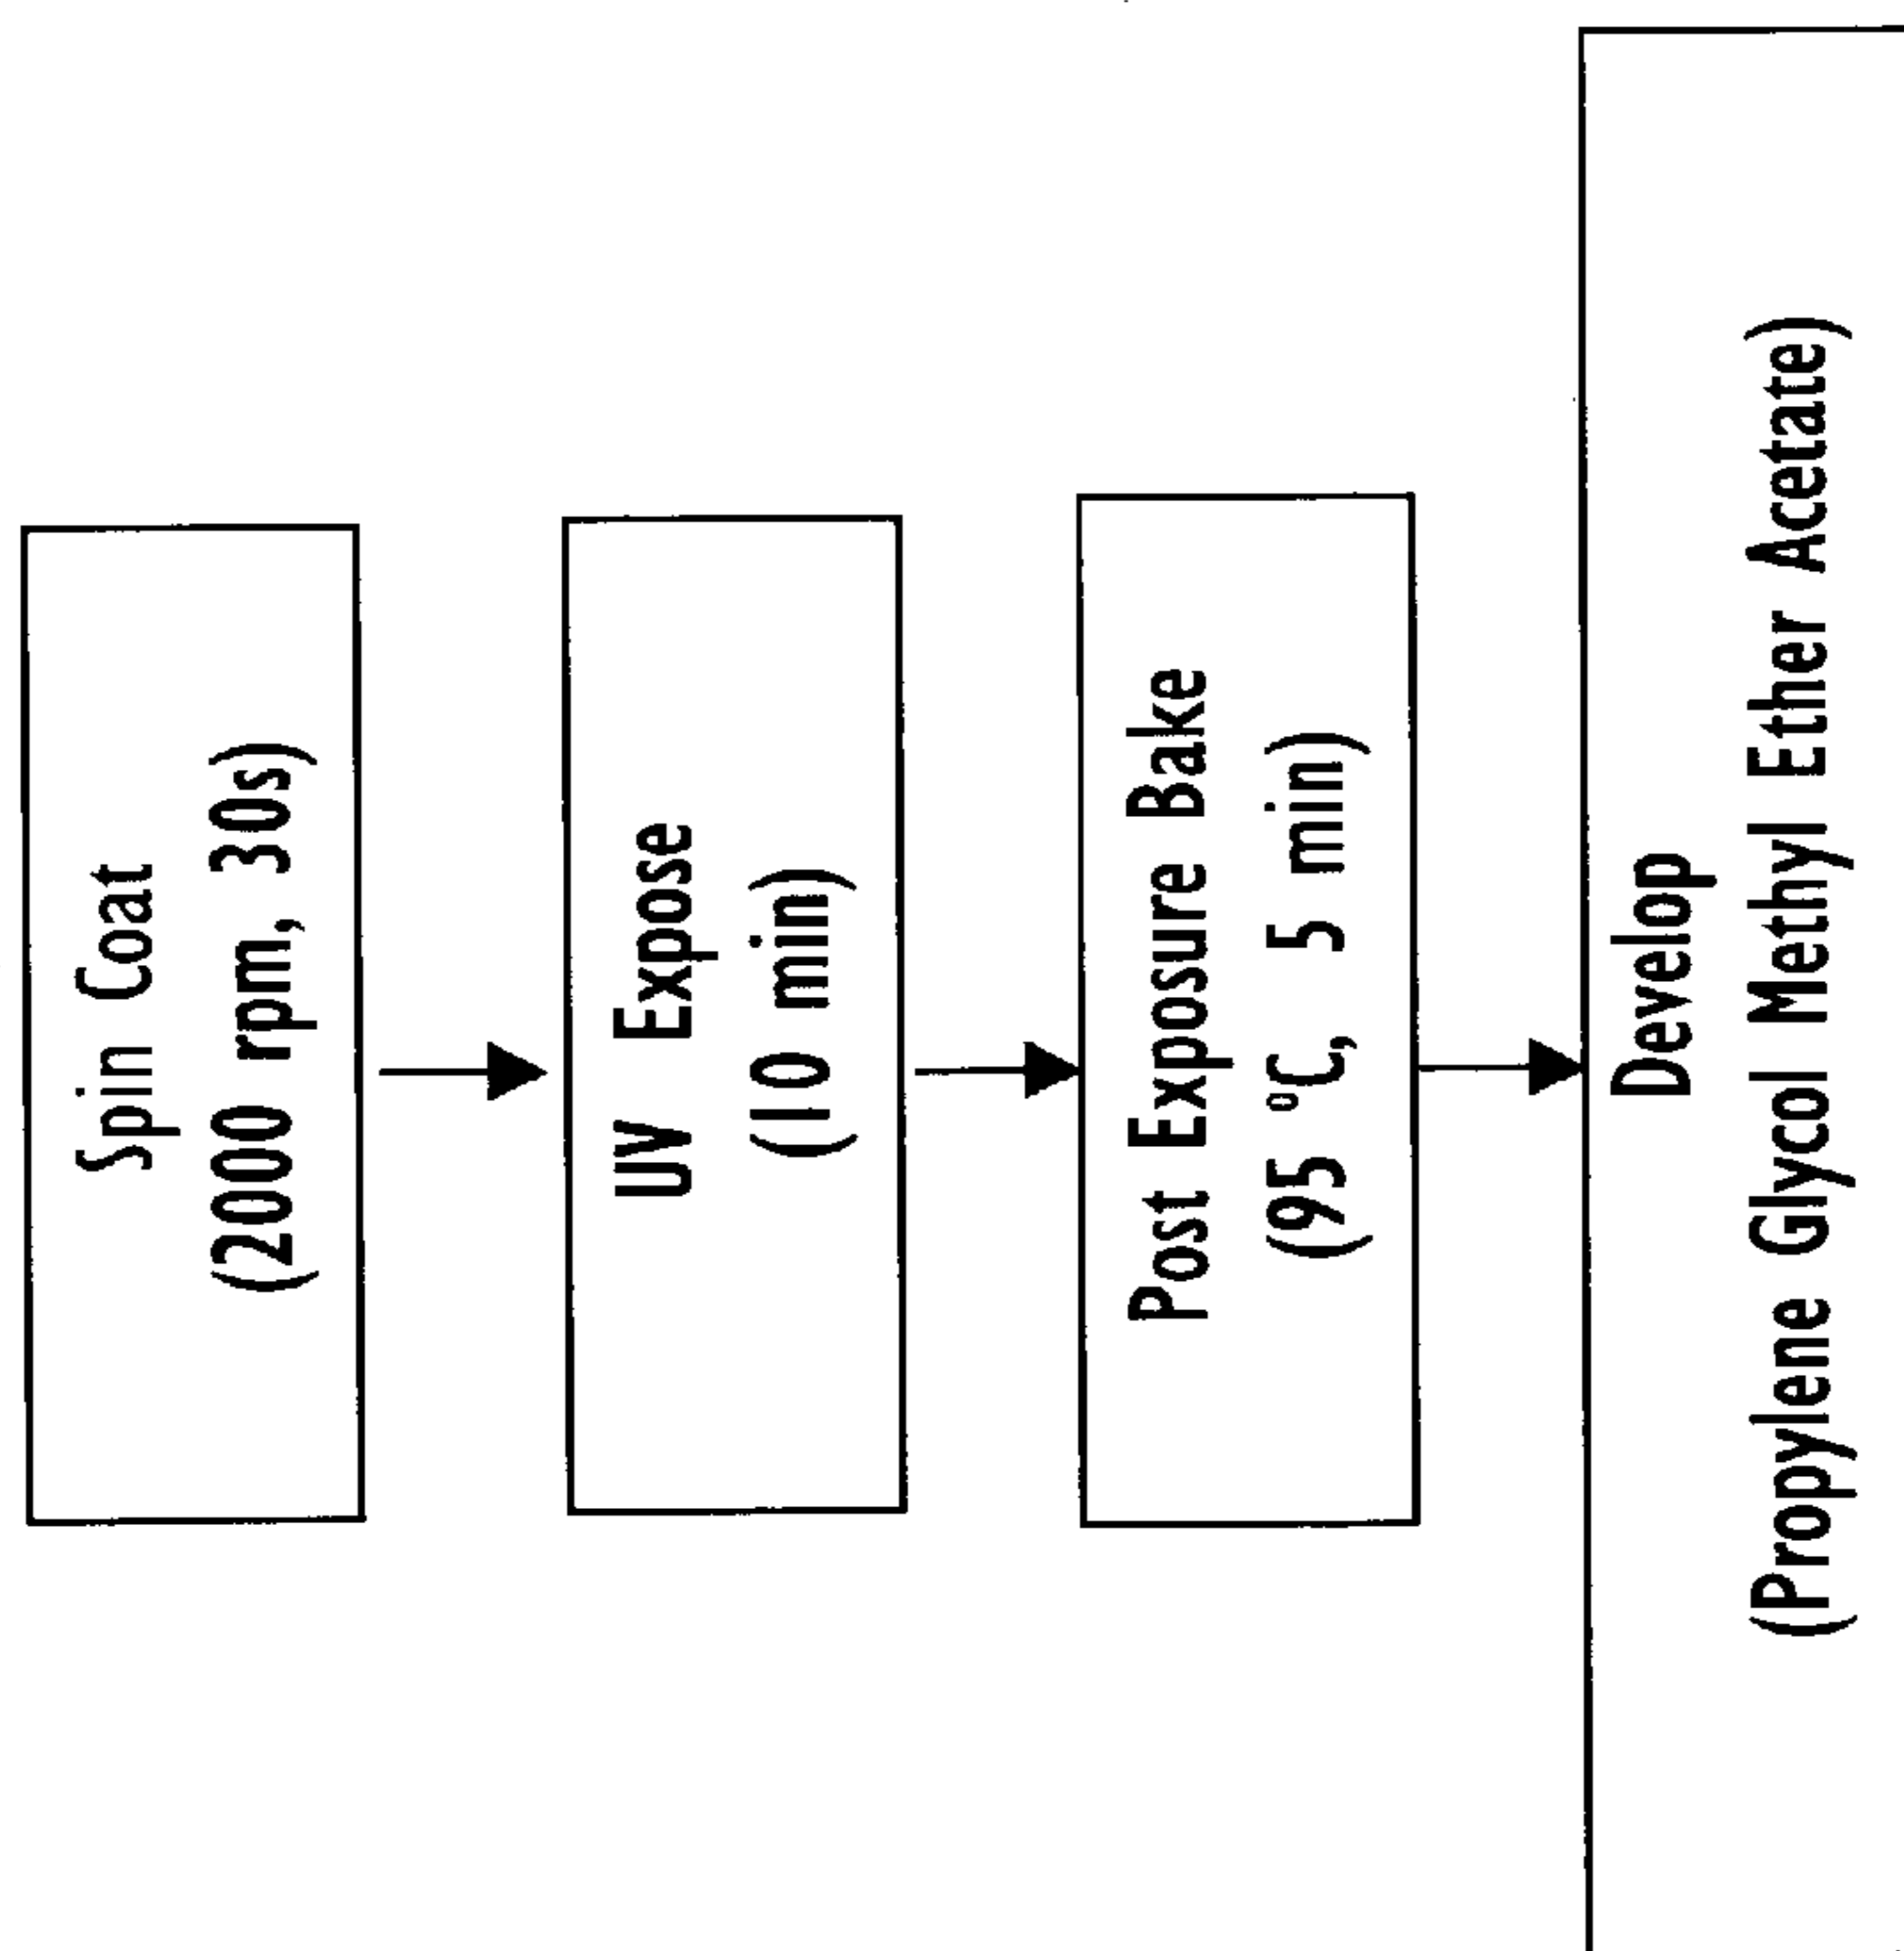 Spin Coat
(2000 rpm, 30s)
UV Expose
(10 min)
Post Exposure Bake
(95 °C, 5 min)
Develop
(Propylene Glycol Methyl Ether Acetate)